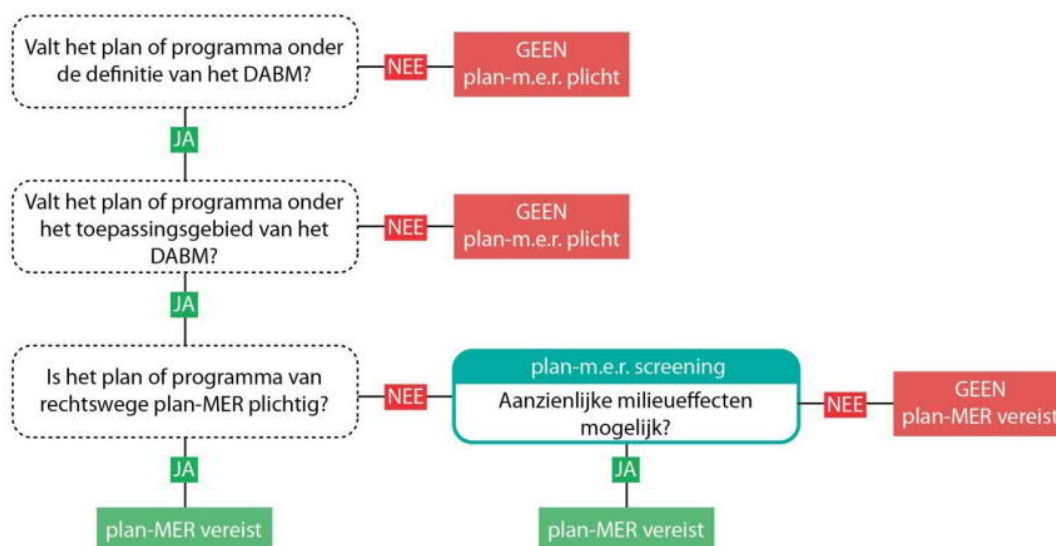 Valt het plan of programma onder
de definitie van het DABM?
NEE
GEEN
plan-m.e.r. plicht
JA
Valt het plan of programma onder
het toepassingsgebied van het
DABM?
NEE
GEEN
plan-m.e.r. plicht
JA
Is het plan of programma van
rechtswege plan-MER plichtig?
NEE
plan-m.e.r. screening
Aanzienlijke milieueffecten
mogelijk?
NEE
GEEN
plan-MER vereist
JA
plan-MER vereist
JA
plan-MER vereist